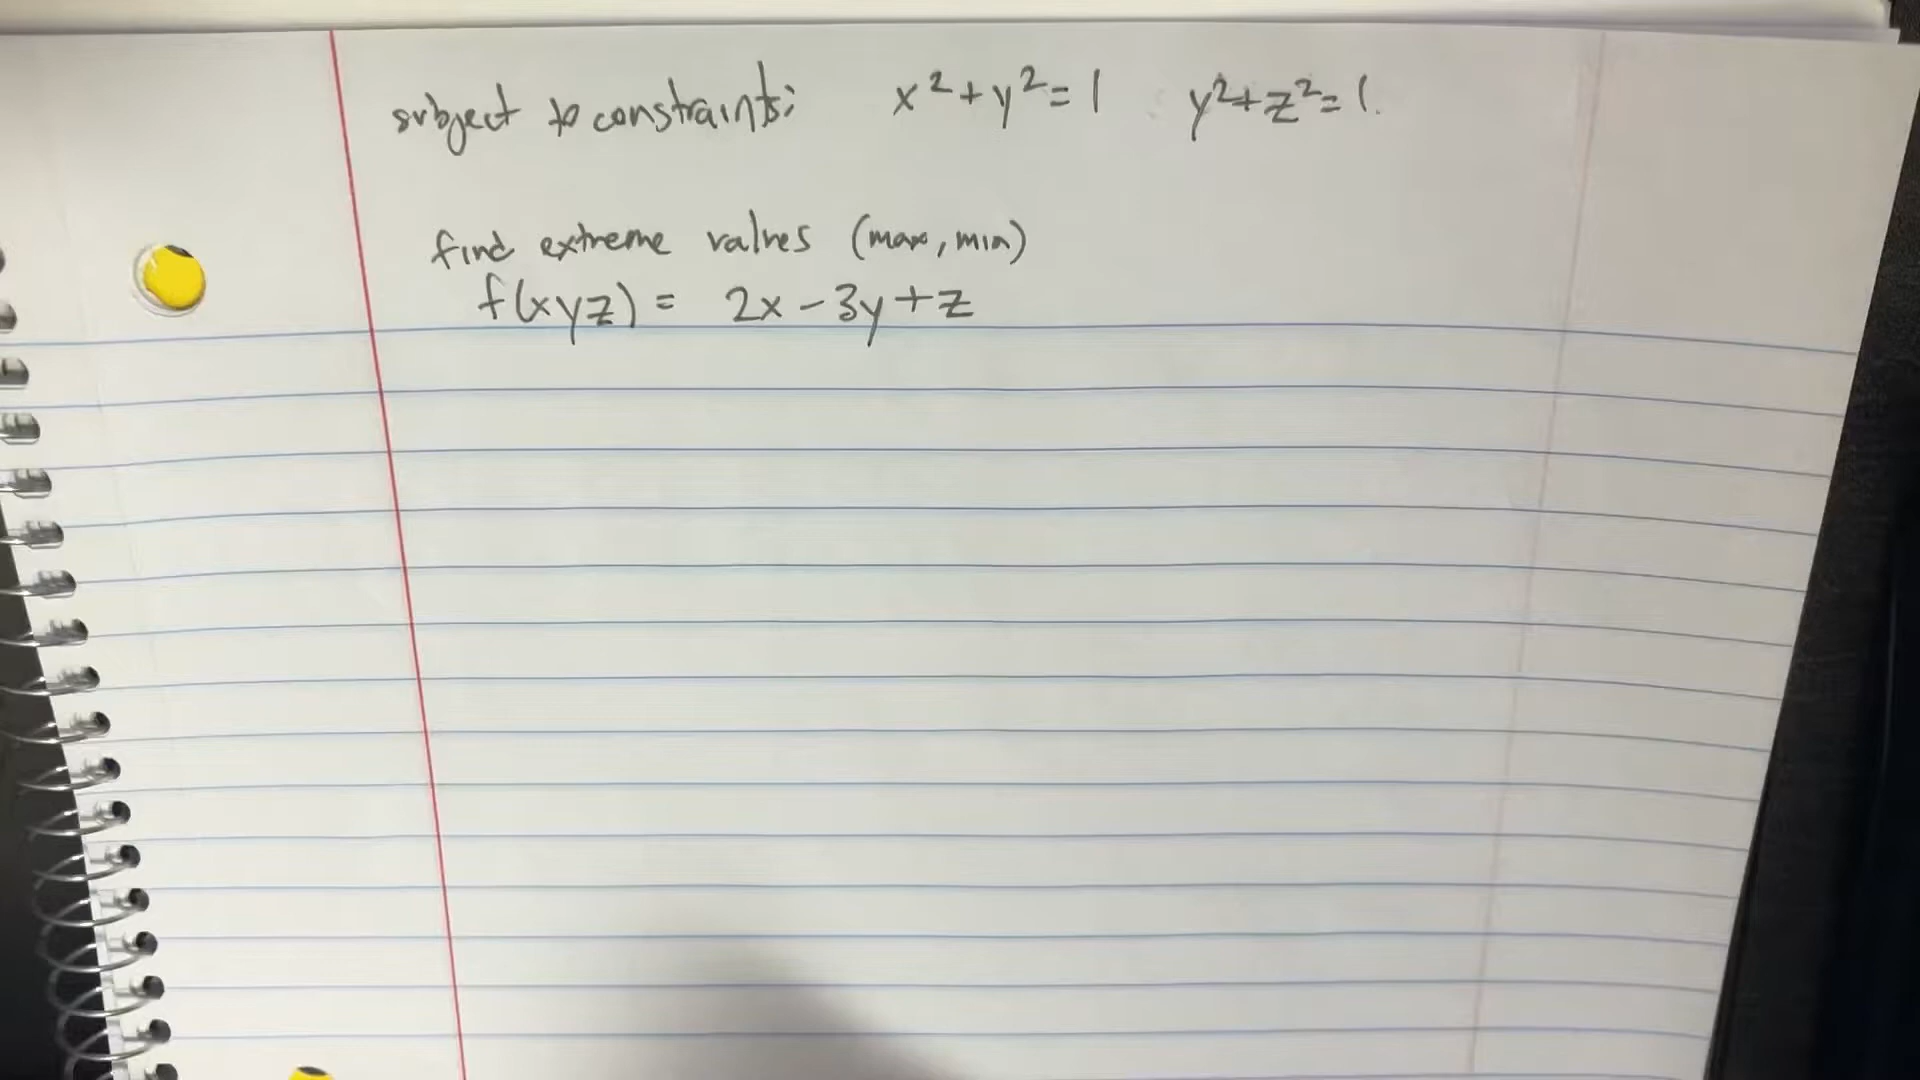 subject to constraints: x²+y²=1 y²+z²=1.
find extreme values (max, min)
f(xyz) = 2x-3y+z